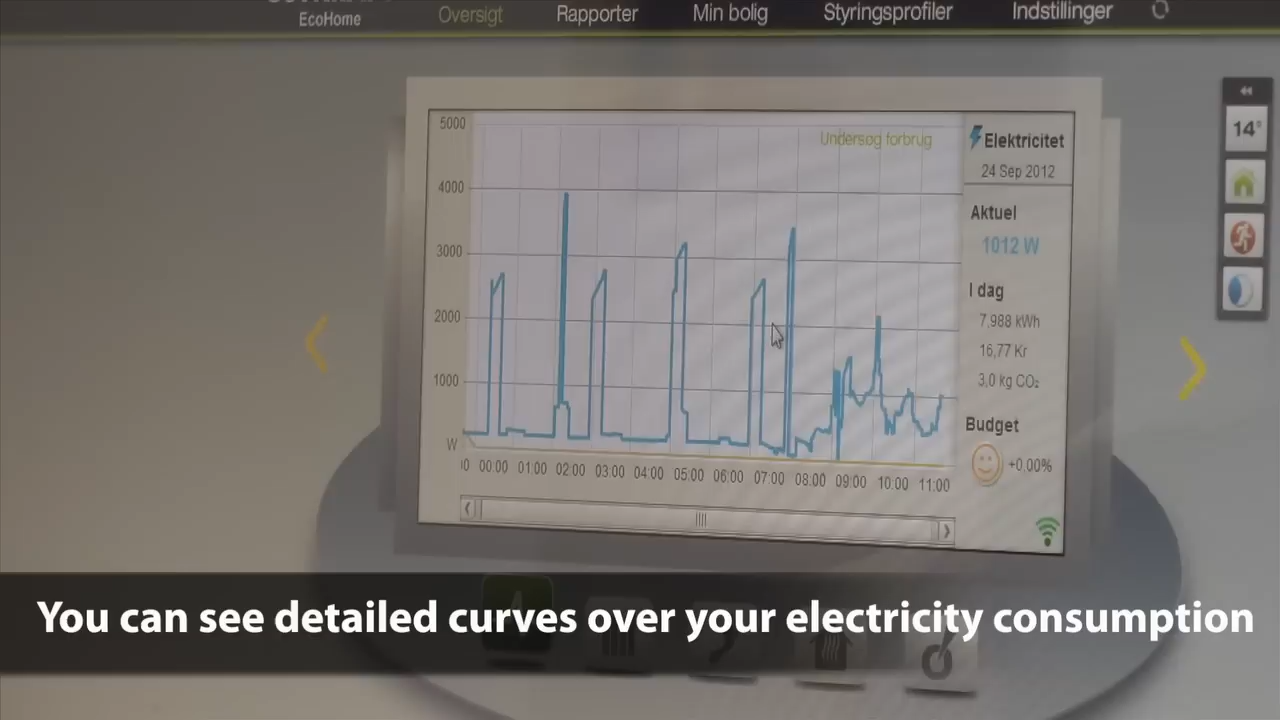 EcoHome
Oversigt
Rapporter
Min bolig
Styringsprofiler
Indstillinger
14°
5000
4000
3000
2000
1000
W
Undersøg forbrug
00:00 01:00 02:00 03:00 04:00 05:00 06:00 07:00 08:00 09:00 10:00 11:00
Elektricitet
24 Sep 2012
Aktuel
1012 W
I dag
7,988 kWh
16,77 Kr
3,0 kg CO₂
Budget
+0,00%
You can see detailed curves over your electricity consumption